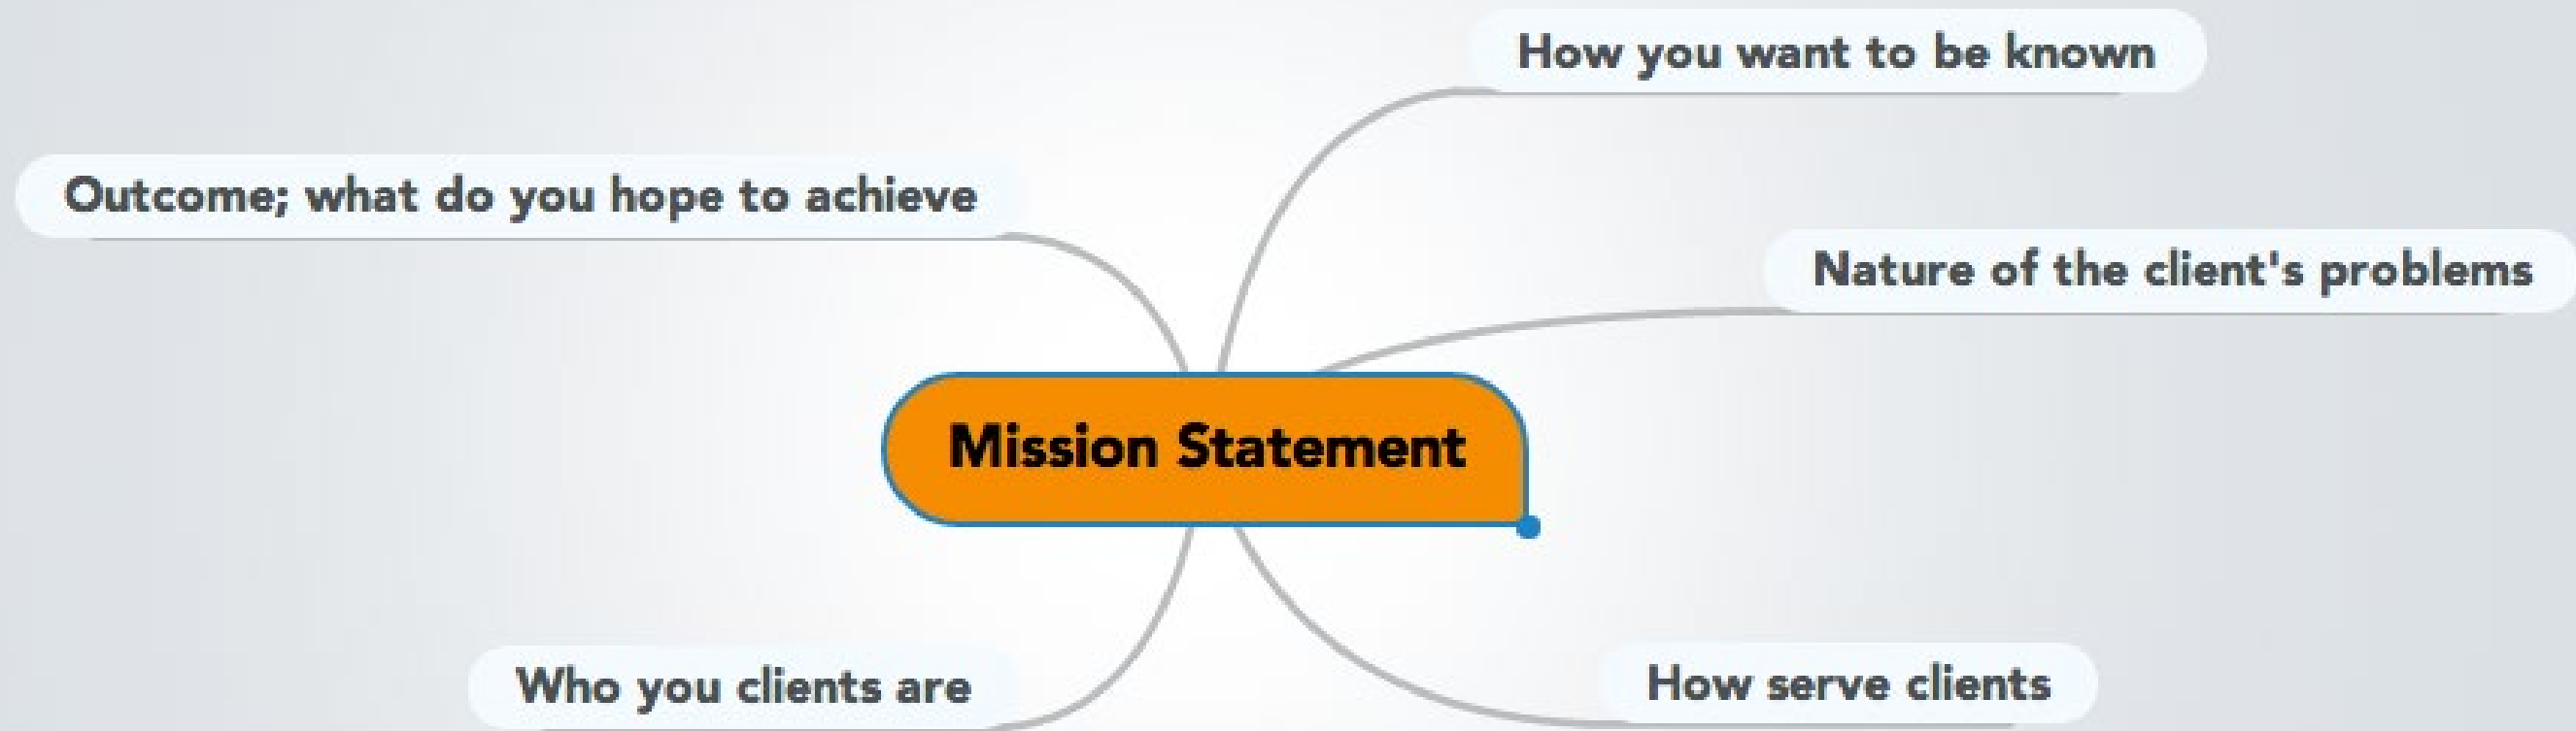 How you want to be known
Outcome; what do you hope to achieve
Nature of the client's problems
Mission Statement
Who you clients are
How serve clients